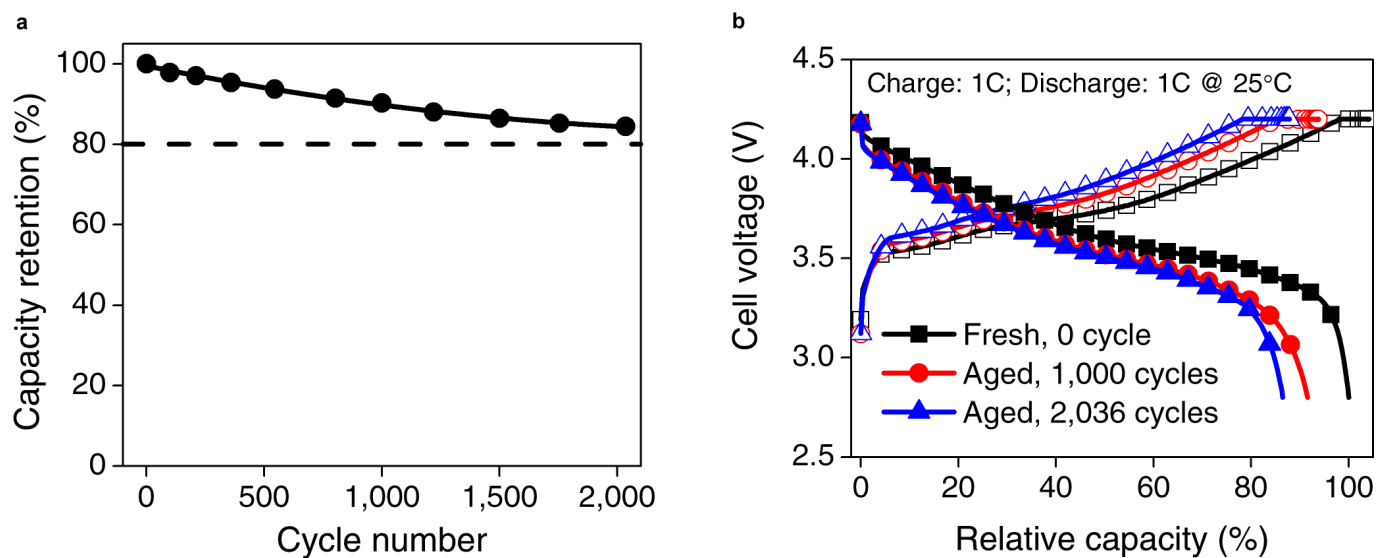 a
Capacity retention (%)
100
80
60
40
20
0
0 500 1,000 1,500 2,000
Cycle number
b
Cell voltage (V)
4.5
4.0
3.5
3.0
2.5
Charge: 1C; Discharge: 1C @ 25°C
Fresh, 0 cycle
Aged, 1,000 cycles
Aged, 2,036 cycles
0 20 40 60 80 100
Relative capacity (%)